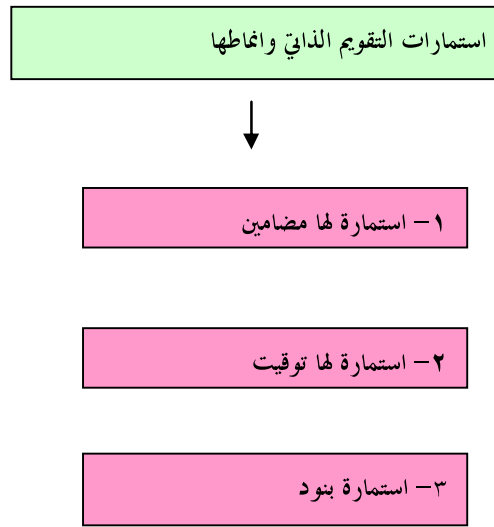 استمارات التقويم الذاتي وانماطها
١– استمارة لها مضامين
٢– استمارة لها توقيت
٣– استمارة بنود